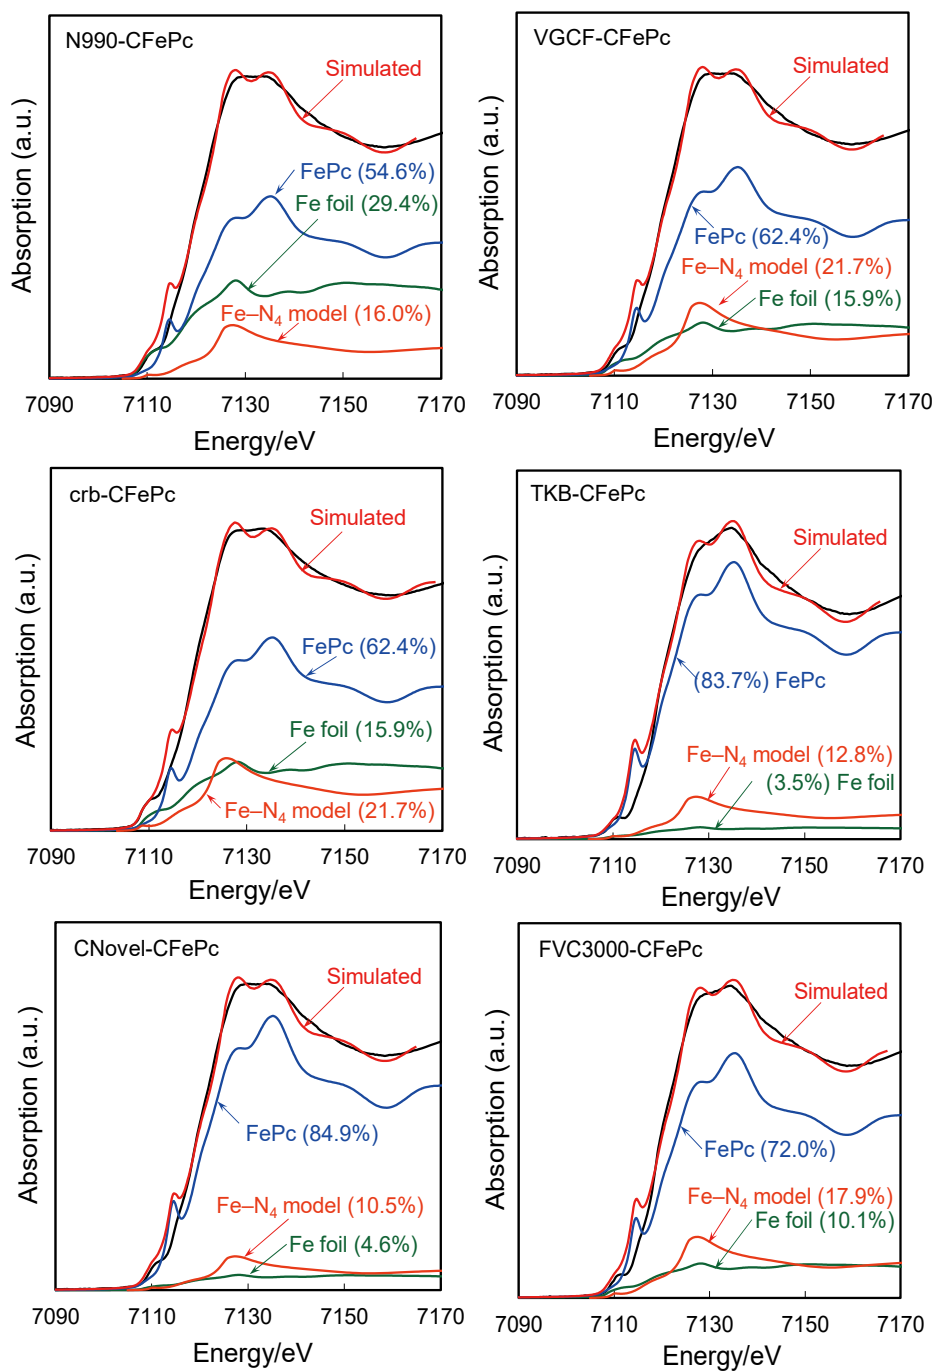 N990-CFePc
Simulated
FePc (54.6%)
Fe foil (29.4%)
Fe–N4 model (16.0%)
Absorption (a.u.)
7090 7110 7130 7150 7170
Energy/eV
VGCF-CFePc
Simulated
FePc
(62.4%)
Fe–N4 model (21.7%)
Fe foil (15.9%)
Absorption (a.u.)
7090 7110 7130 7150 7170
Energy/eV
crb-CFePc
Simulated
FePc (62.4%)
Fe foil (15.9%)
Fe–N4 model (21.7%)
Absorption (a.u.)
7090 7110 7130 7150 7170
Energy/eV
TKB-CFePc
Simulated
(83.7%) FePc
Fe–N4 model (12.8%)
(3.5%) Fe foil
Absorption (a.u.)
7090 7110 7130 7150 7170
Energy/eV
CNovel-CFePc
Simulated
FePc (84.9%)
Fe–N4 model (10.5%)
Fe foil (4.6%)
Absorption (a.u.)
7090 7110 7130 7150 7170
Energy/eV
FVC3000-CFePc
Simulated
FePc (72.0%)
Fe–N4 model (17.9%)
Fe foil (10.1%)
Absorption (a.u.)
7090 7110 7130 7150 7170
Energy/eV